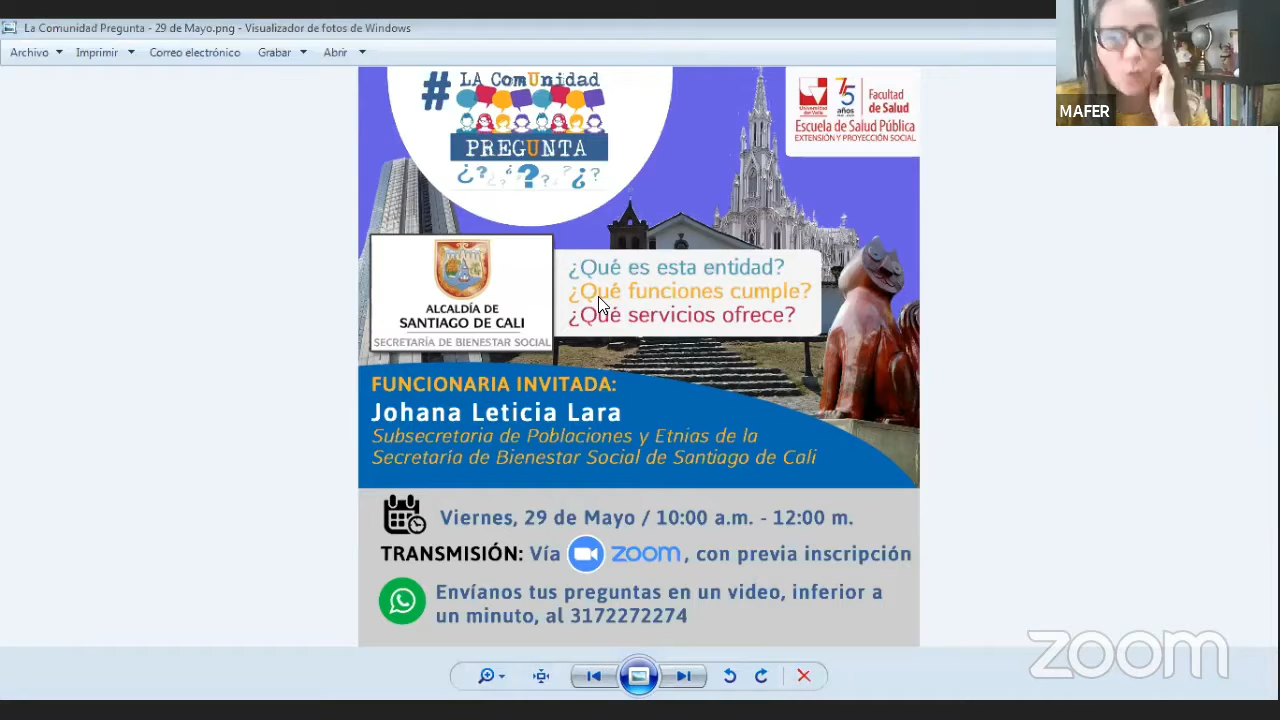 La Comunidad Pregunta - 29 de Mayo.png - Visualizador de fotos de Windows
Archivo Imprimir Correo electrónico Grabar Abrir
MAFER
# LA ComUnidad
PREGUNTA
¿? ¿? ? ¿?
Universidad del Valle
75 años
Facultad
de Salud
Escuela de Salud Pública
EXTENSIÓN Y PROYECCIÓN SOCIAL
ALCALDÍA DE
SANTIAGO DE CALI
SECRETARÍA DE BIENESTAR SOCIAL
¿Qué es esta entidad?
¿Qué funciones cumple?
¿Qué servicios ofrece?
FUNCIONARIA INVITADA:
Johana Leticia Lara
Subsecretaria de Poblaciones y Etnias de la
Secretaría de Bienestar Social de Santiago de Cali
Viernes, 29 de Mayo / 10:00 a.m. - 12:00 m.
TRANSMISIÓN: Vía zoom, con previa inscripción
Envíanos tus preguntas en un video, inferior a
un minuto, al 3172272274
zoom